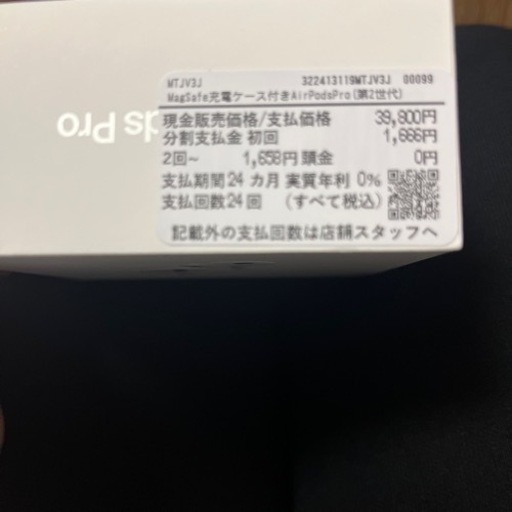 MTJV3J 322413119MTJV3J 00099
MagSafe充電ケース付きAirPodsPro(第2世代)
現金販売価格/支払価格 39,800円
分割支払金 初回 1,666円
2回~ 1,658円 頭金 0円
支払期間24 カ月 実質年利 0%
支払回数24 回 (すべて税込)
記載外の支払回数は店舗スタッフへ
ds Pro